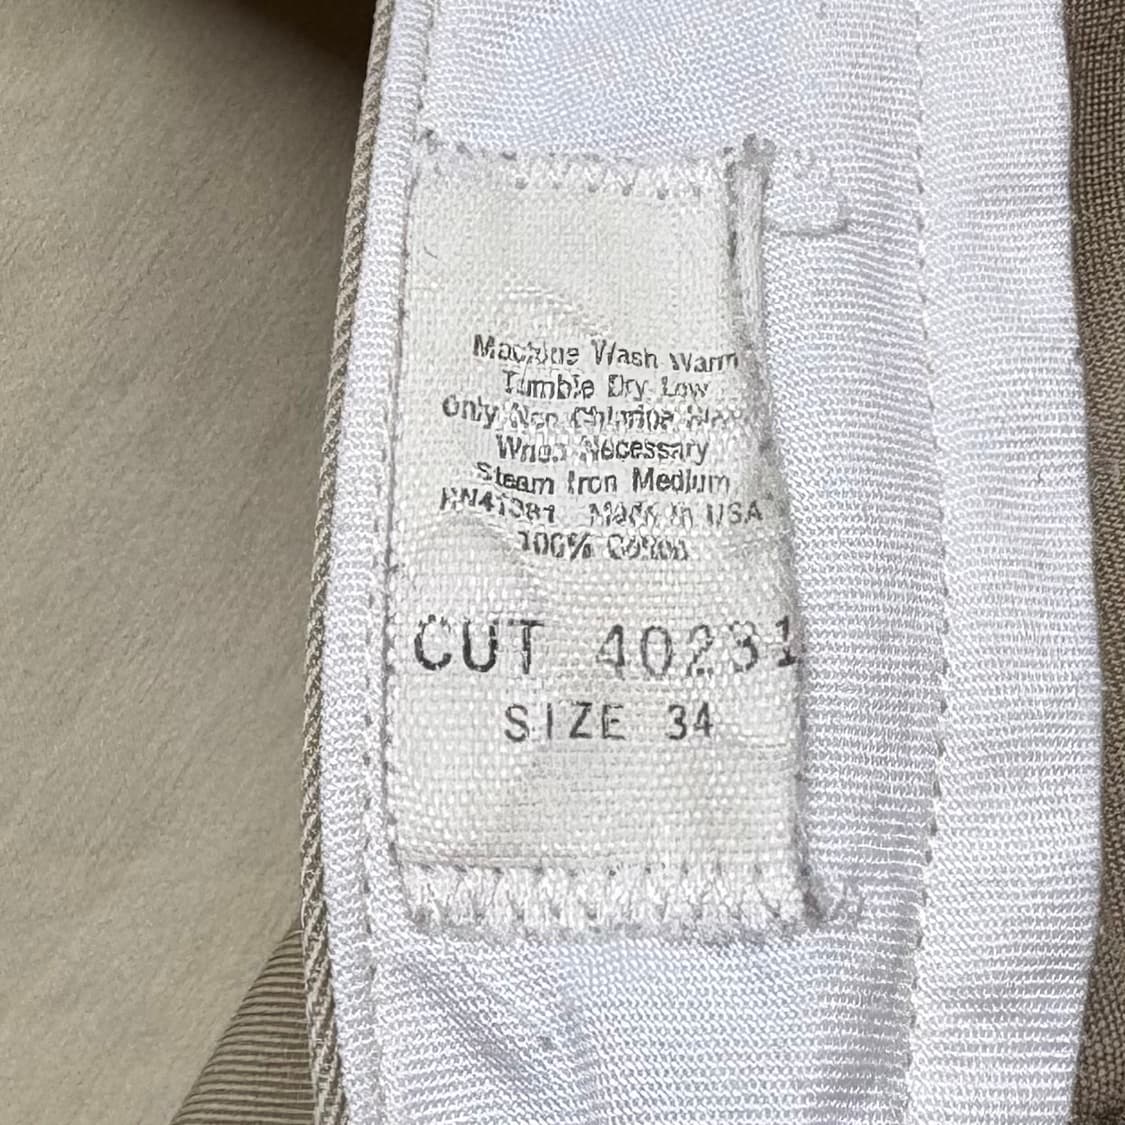 Machine Wash Warm
Tumble Dry Low
Only Non Chlorine
When Necessary
Steam Iron Medium
RN41381 Made in USA
100% Cotton
CUT 40231
SIZE 34